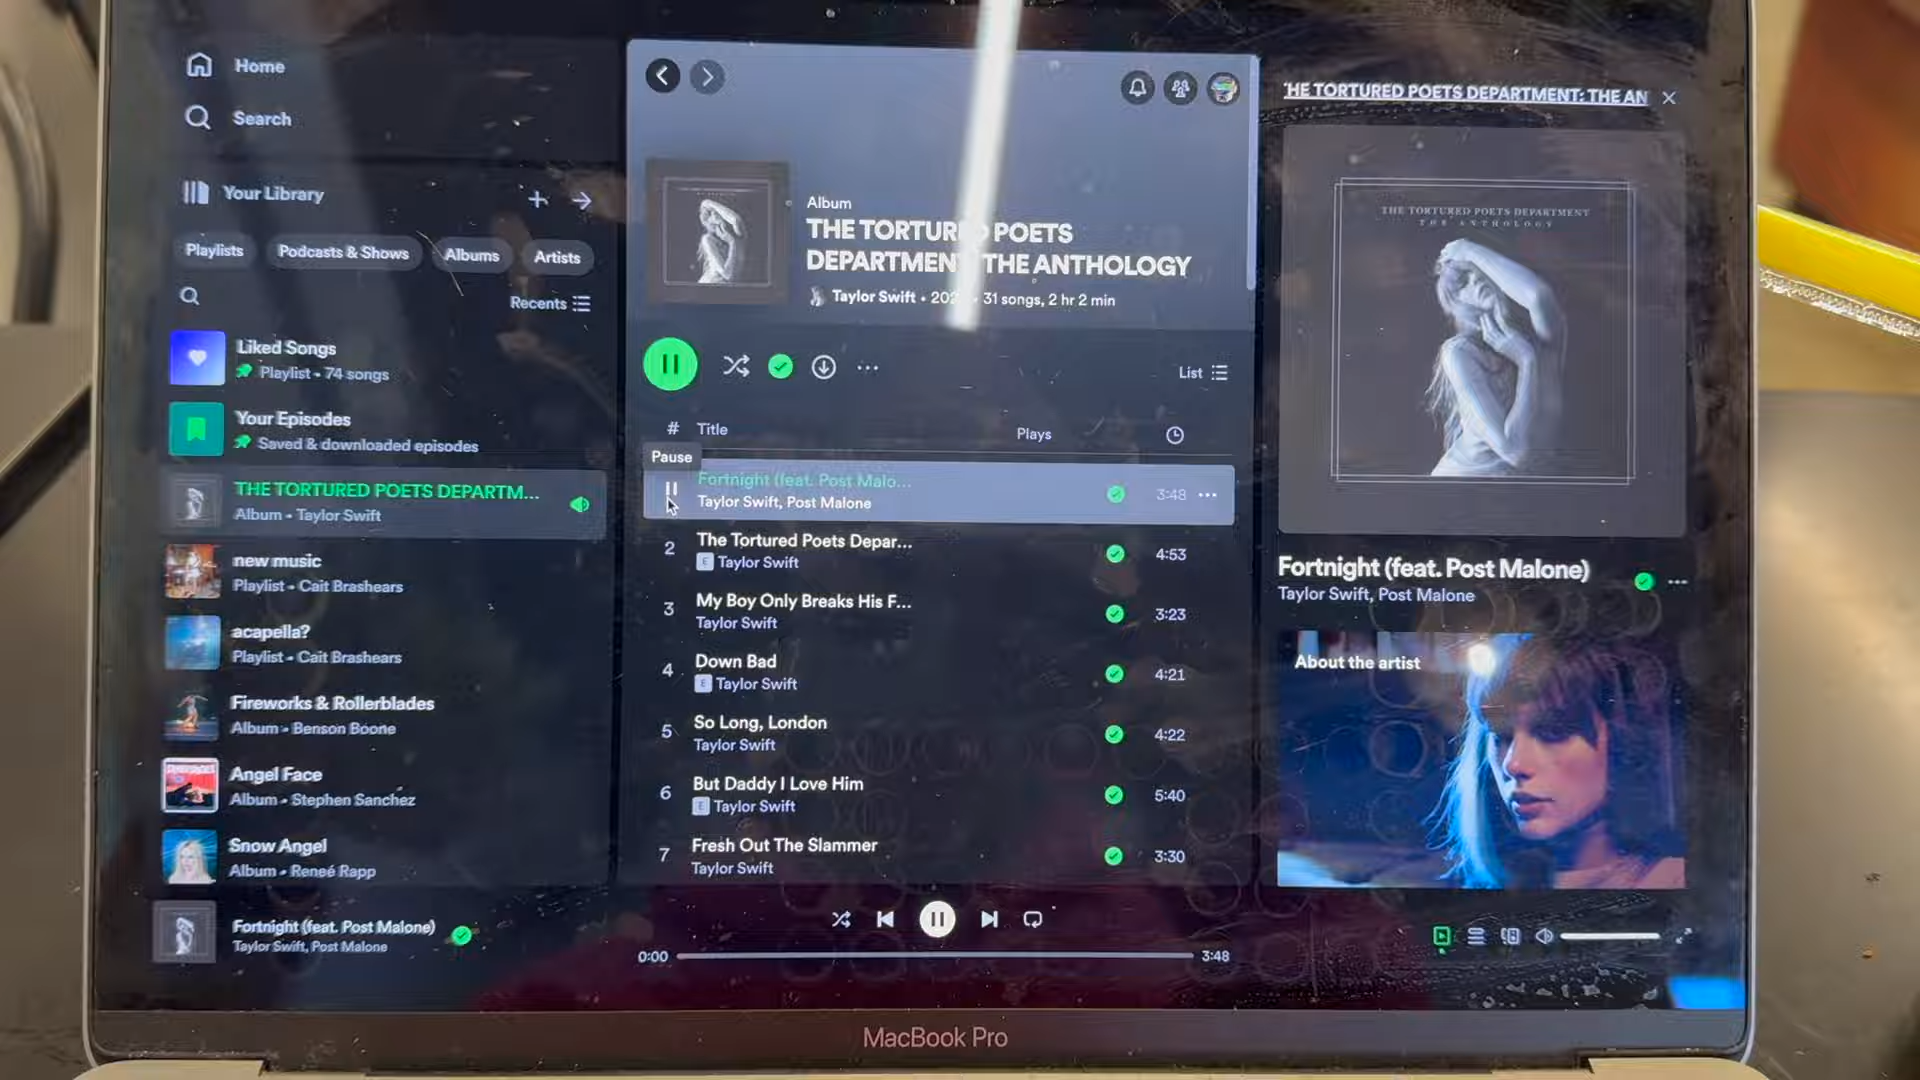 Home
Search
Your Library
Playlists
Podcasts & Shows
Albums
Artists
Recents
Liked Songs
Playlist • 74 songs
Your Episodes
Saved & downloaded episodes
THE TORTURED POETS DEPARTM...
Album • Taylor Swift
new music
Playlist • Cait Brashears
acapella?
Playlist • Cait Brashears
Fireworks & Rollerblades
Album • Benson Boone
Angel Face
Album • Stephen Sanchez
Snow Angel
Album • Reneé Rapp
Fortnight (feat. Post Malone)
Taylor Swift, Post Malone
Album
THE TORTURED POETS
DEPARTMENT: THE ANTHOLOGY
Taylor Swift • 31 songs, 2 hr 2 min
List
# Title Plays
Pause
Fortnight (feat. Post Malo... 3:48
Taylor Swift, Post Malone
2 The Tortured Poets Depar... 4:53
E Taylor Swift
3 My Boy Only Breaks His F... 3:23
Taylor Swift
4 Down Bad 4:21
E Taylor Swift
5 So Long, London 4:22
Taylor Swift
6 But Daddy I Love Him 5:40
E Taylor Swift
7 Fresh Out The Slammer 3:30
Taylor Swift
0:00 3:48
'HE TORTURED POETS DEPARTMENT: THE AN
THE TORTURED POETS DEPARTMENT
THE ANTHOLOGY
Fortnight (feat. Post Malone)
Taylor Swift, Post Malone
About the artist
MacBook Pro